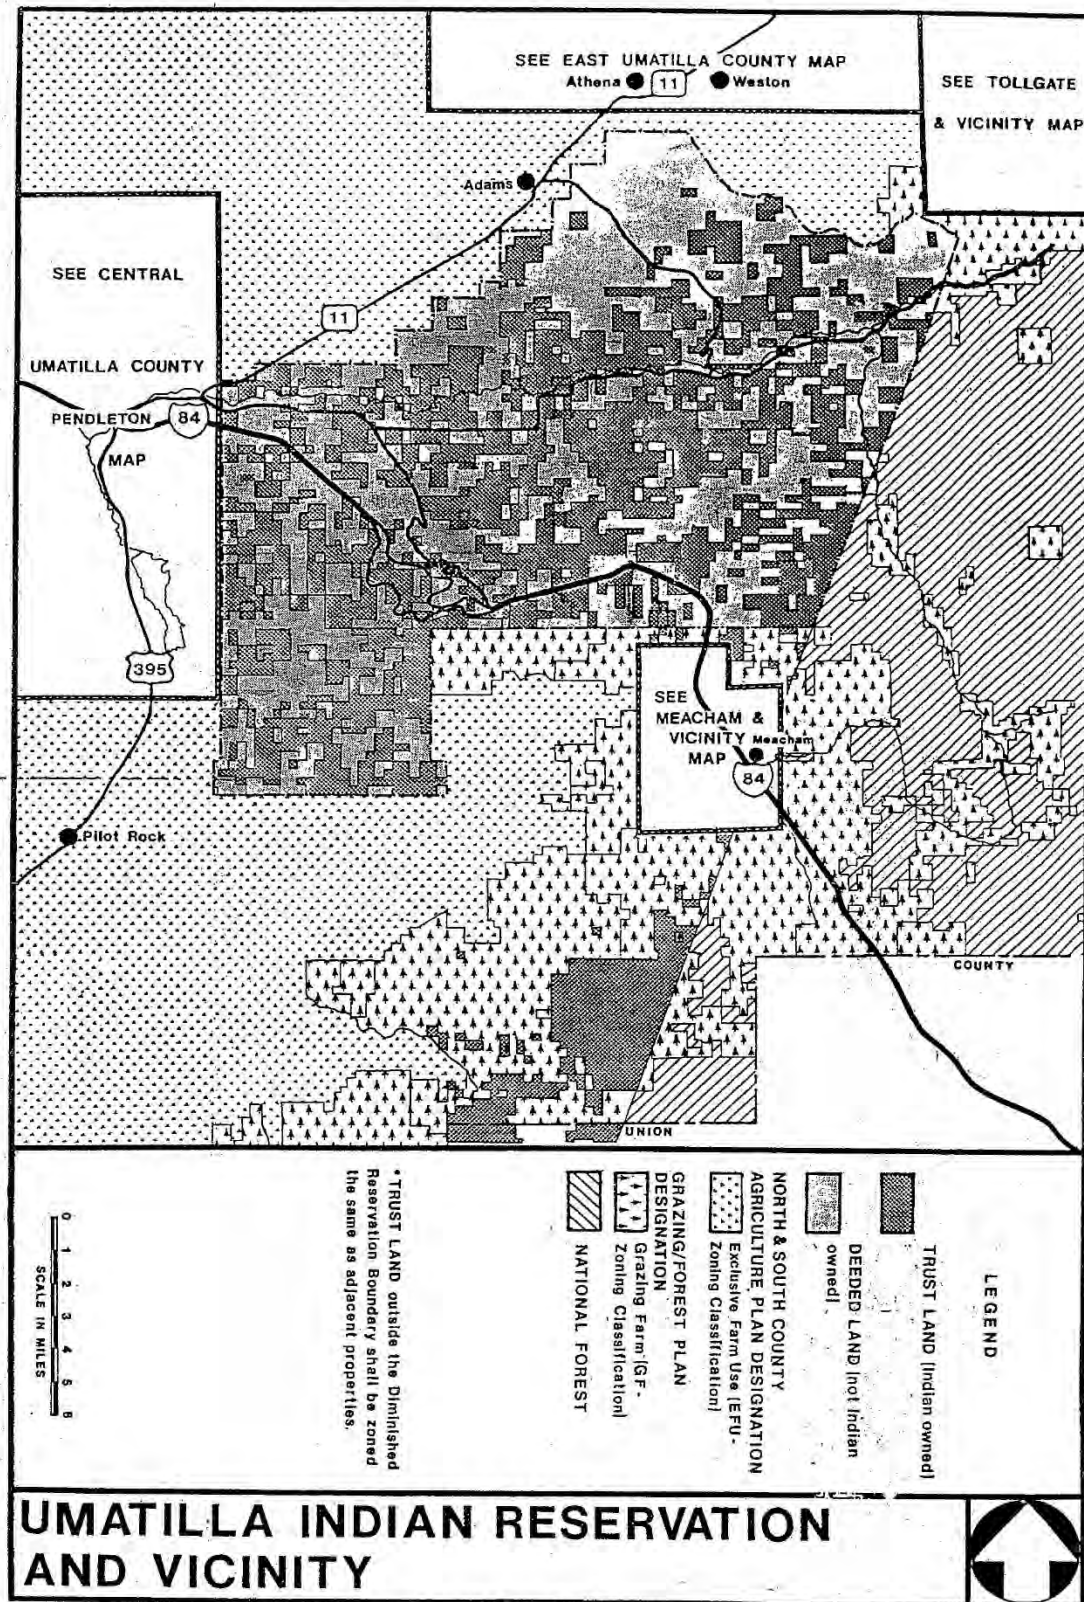 SEE EAST UMATILLA COUNTY MAP
Athena
11
Weston
SEE TOLLGATE
& VICINITY MAP
Adams
SEE CENTRAL
11
UMATILLA COUNTY
PENDLETON
84
MAP
395
SEE
MEACHAM &
VICINITY
Meacham
MAP
84
Pilot Rock
COUNTY
UNION
LEGEND
TRUST LAND (Indian owned)
DEEDED LAND (not Indian
owned)
NORTH & SOUTH COUNTY
AGRICULTURE PLAN DESIGNATION
Exclusive Farm Use (EFU-
Zoning Classification)
GRAZING/FOREST PLAN
DESIGNATION
Grazing Farm (GF-
Zoning Classification)
NATIONAL FOREST
* TRUST LAND outside the Diminished
Reservation Boundary shall be zoned
the same as adjacent properties.
0 1 2 3 4 5 6
SCALE IN MILES
UMATILLA INDIAN RESERVATION
AND VICINITY